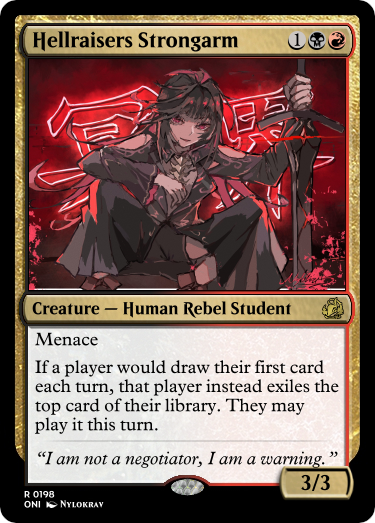 Hellraisers Strongarm 1
Creature — Human Rebel Student
Menace
If a player would draw their first card
each turn, that player instead exiles the
top card of their library. They may
play it this turn.
“I am not a negotiator, I am a warning.”
3/3
R 0198
ONI NYLOKRAV